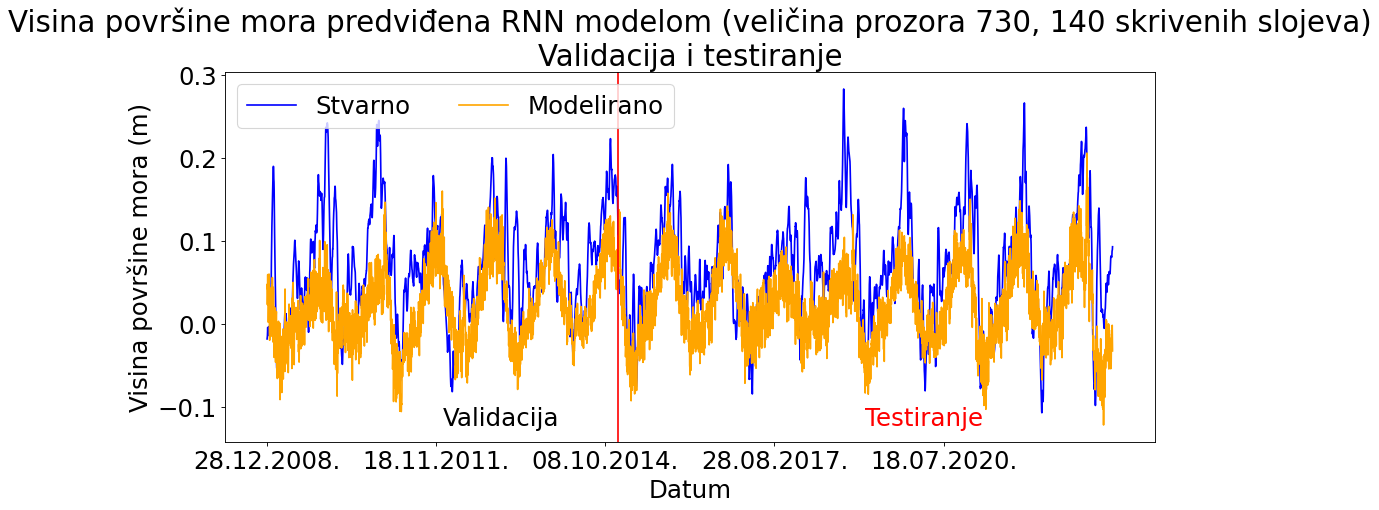 Visina površine mora predviđena RNN modelom (veličina prozora 730, 140 skrivenih slojeva)
Validacija i testiranje
Stvarno
Modelirano
Visina površine mora (m)
0.3
0.2
0.1
0.0
−0.1
Validacija
Testiranje
28.12.2008.
18.11.2011.
08.10.2014.
28.08.2017.
18.07.2020.
Datum